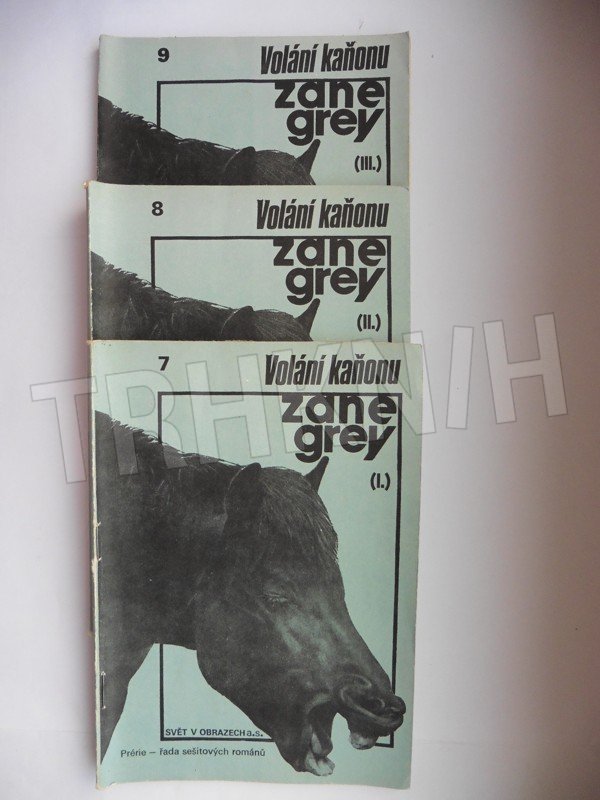 9
Volání kaňonu
zane
grey
(III.)
8
Volání kaňonu
zane
grey
(II.)
TRHKNIH
7
Volání kaňonu
zane
grey
(I.)
SVĚT V OBRAZECH a.s.
Prérie – řada sešitových románů